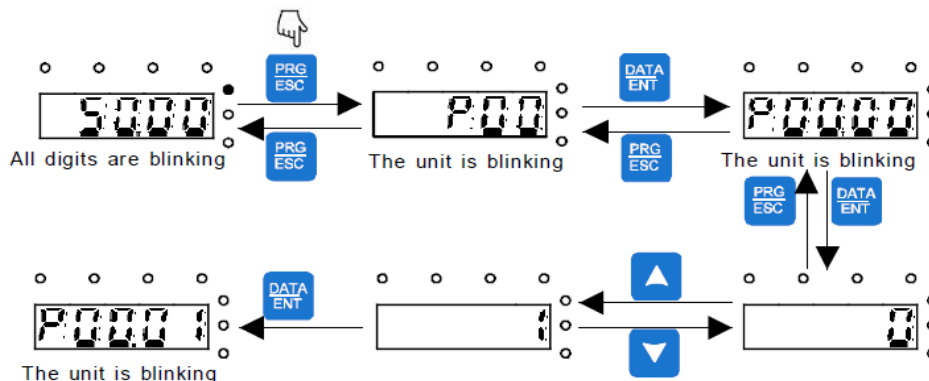 PRG
ESC
DATA
ENT
50.00
P00
P00.00
PRG
ESC
PRG
ESC
All digits are blinking
The unit is blinking
The unit is blinking
PRG
ESC
DATA
ENT
DATA
ENT
P00.01
1
0
The unit is blinking